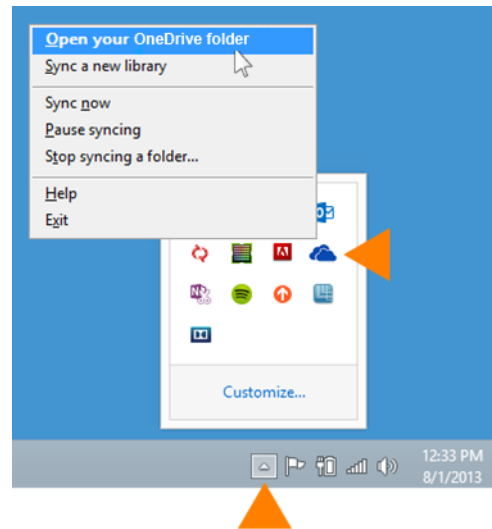 Open your OneDrive folder
Sync a new library
Sync now
Pause syncing
Stop syncing a folder...
Help
Exit
Customize...
12:33 PM
8/1/2013